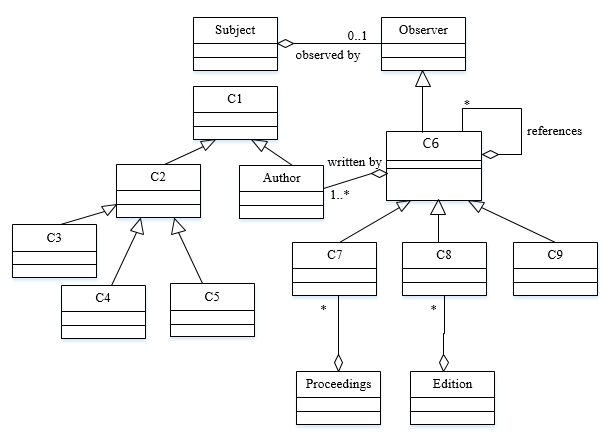 Subject
Observer
0..1
observed by
C1
*
C6
references
written by
C2
Author
1..*
C3
C7
C8
C9
C4
C5
*
*
Proceedings
Edition